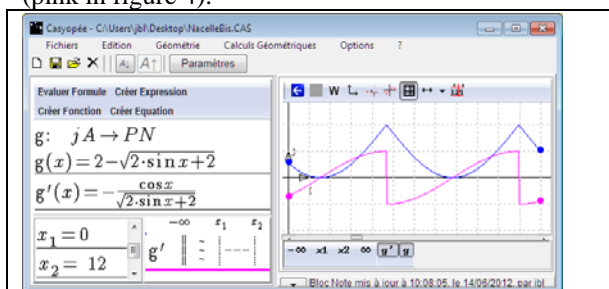 (pink in figure 4).
Casyopée - C:\Users\jbl\Desktop\NacelleBis.CAS
Fichiers Edition Géométrie Calculs Géométriques Options ?
Paramètres
Evaluer Formule Créer Expression
Créer Fonction Créer Equation
g: jA → PN
g(x) = 2−√2·sin x+2
g′(x) = − cos x / √2·sin x+2
x₁ = 0
x₂ = 12
−∞ x₁ x₂
g′
W
−∞ x1 x2 ∞ g' g
Bloc Note mis à jour à 10:08:05, le 14/06/2012, par jbl